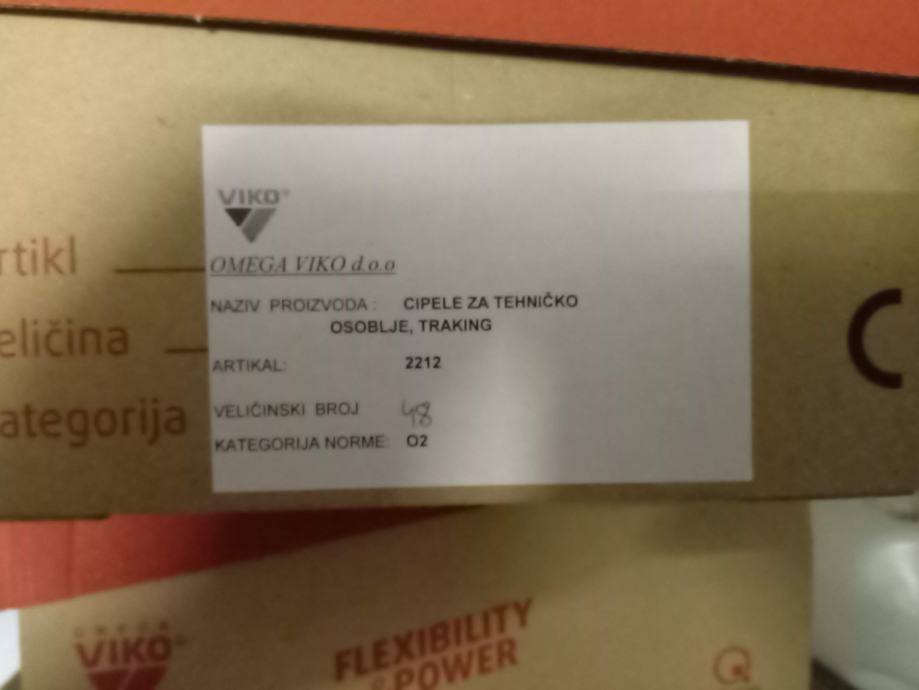 VIKO®
OMEGA VIKO d.o.o
rtikl
NAZIV PROIZVODA : CIPELE ZA TEHNIČKO
OSOBLJE, TRAKING
eličina
ARTIKAL: 2212
ategorija
VELIČINSKI BROJ 48
KATEGORIJA NORME: O2
C
OMEGA
VIKO®
FLEXIBILITY
& POWER
Q